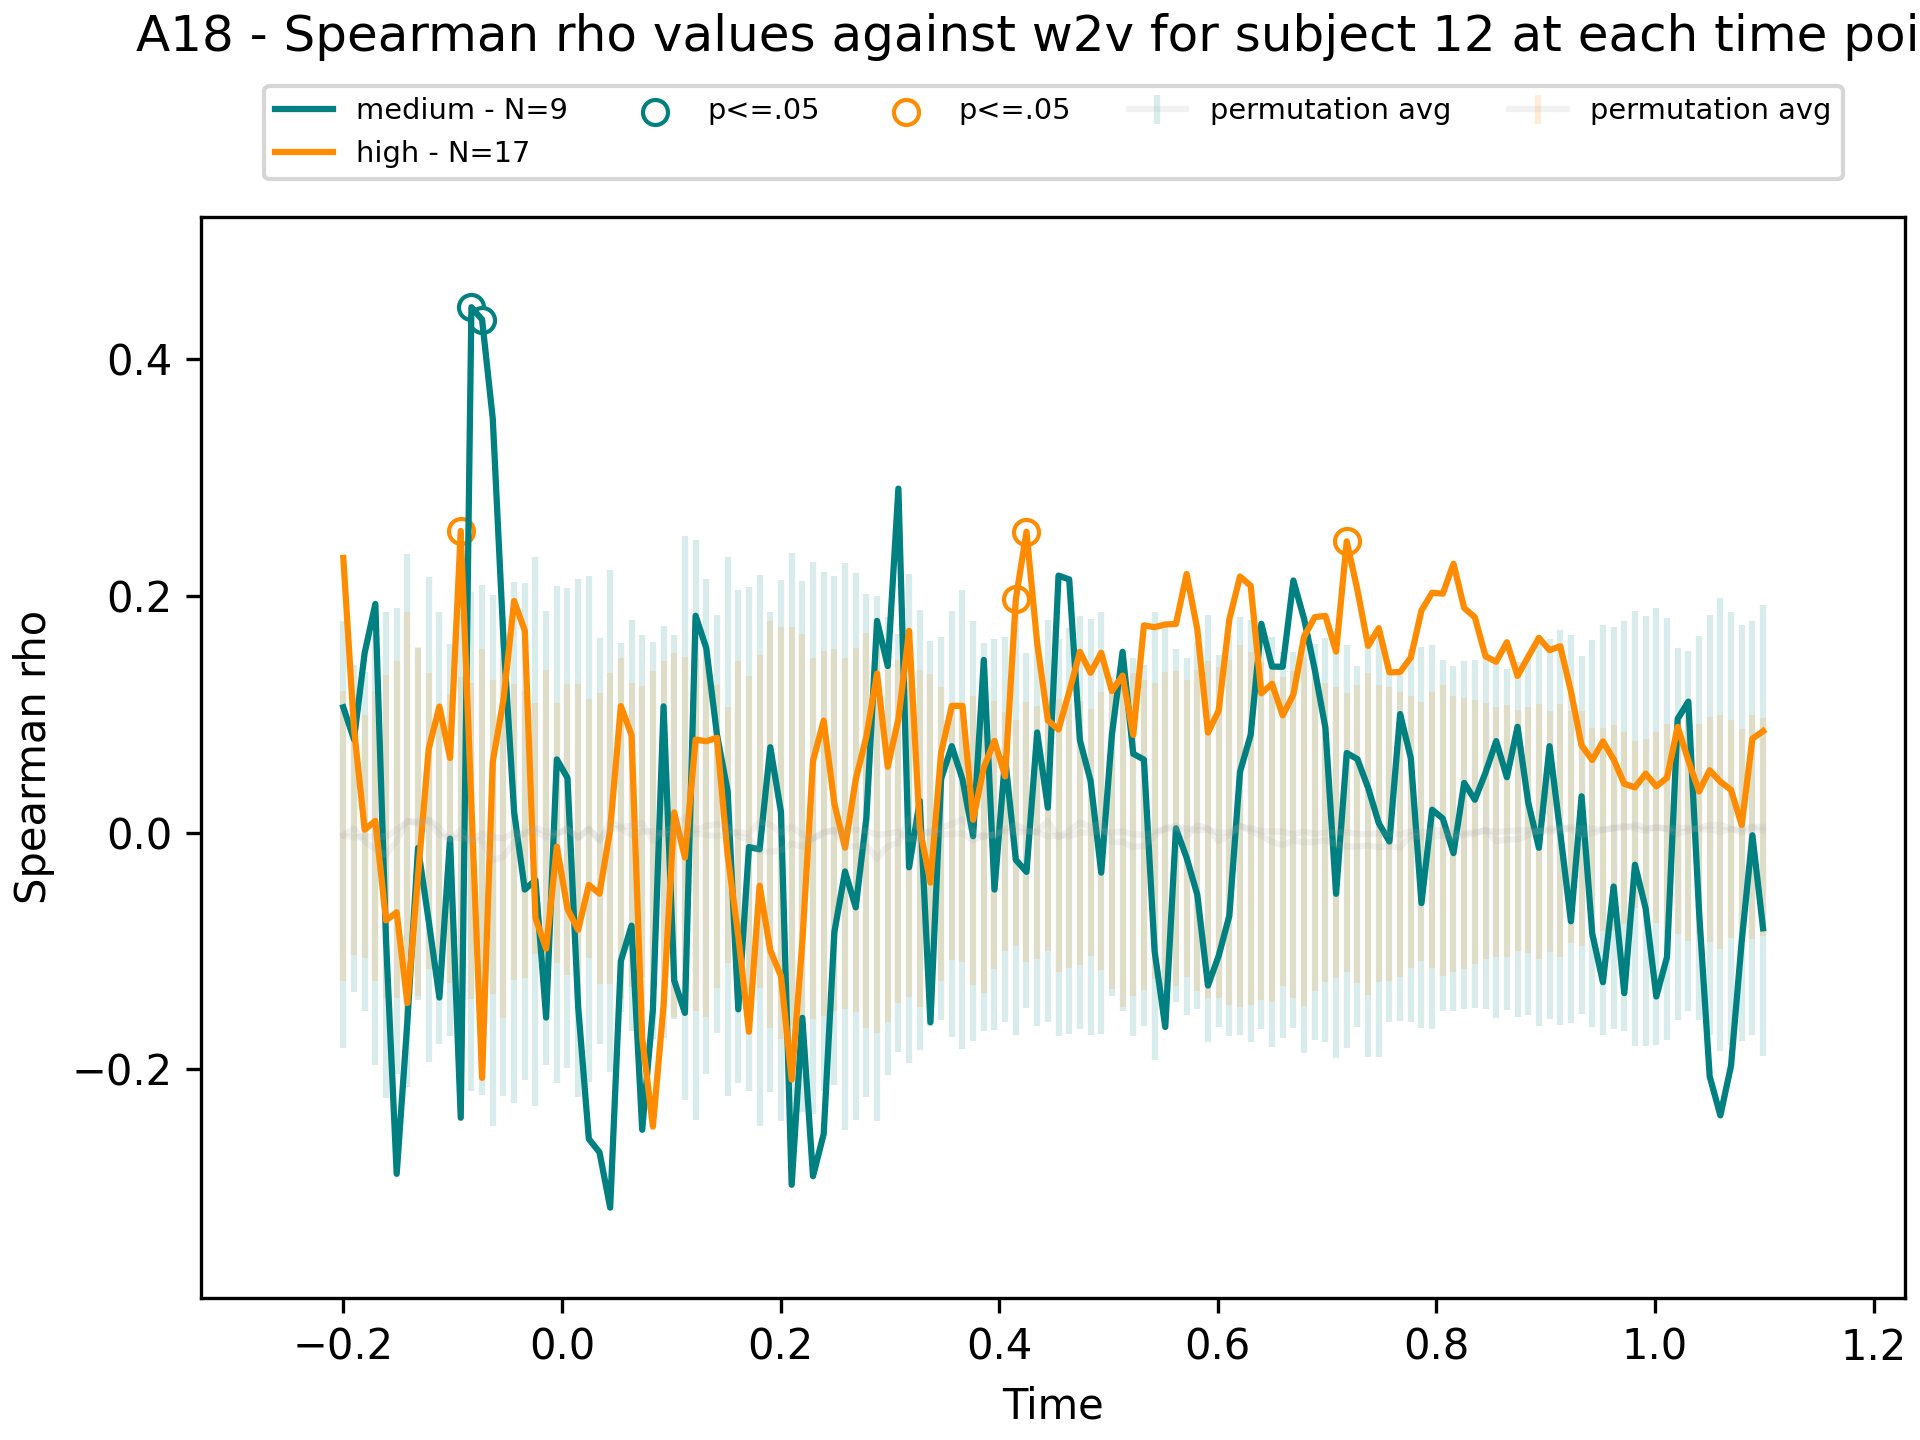 A18 - Spearman rho values against w2v for subject 12 at each time poi
medium - N=9
high - N=17
p<=.05
p<=.05
permutation avg
permutation avg
Spearman rho
0.4
0.2
0.0
−0.2
−0.2 0.0 0.2 0.4 0.6 0.8 1.0 1.2
Time